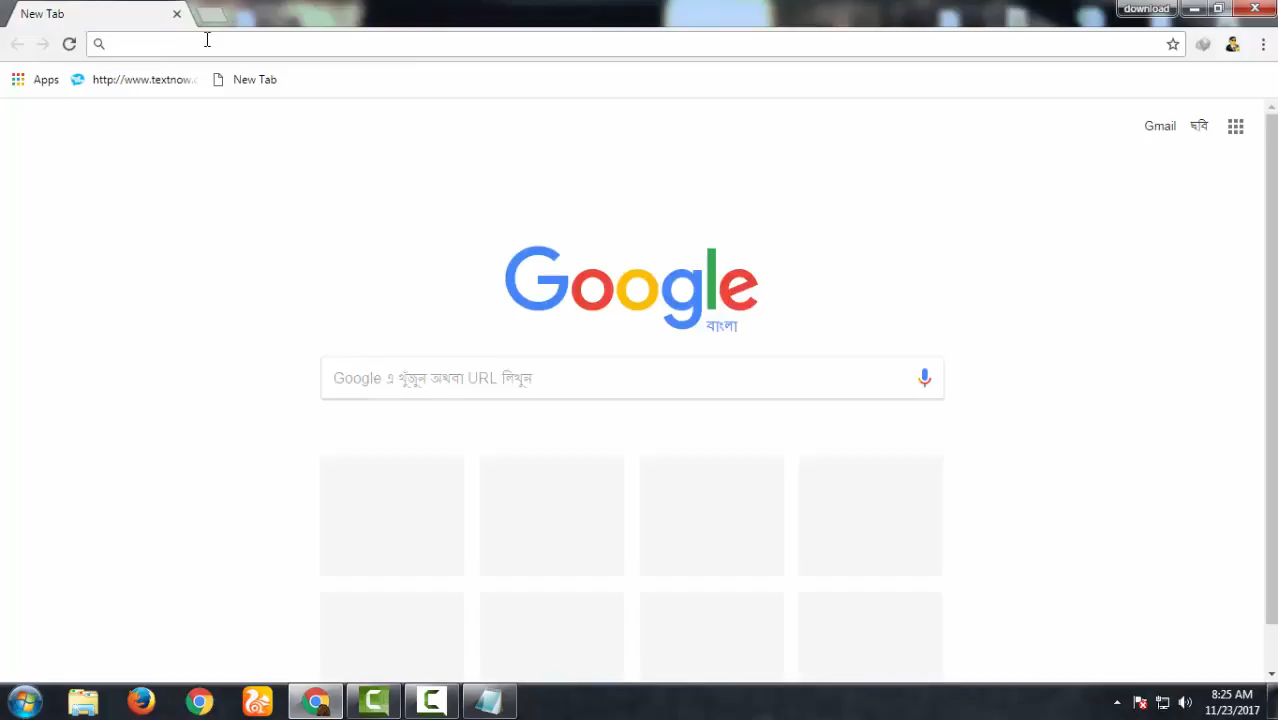 New Tab
download
Apps
http://www.textnow.c
New Tab
Gmail
ছবি
Google
বাংলা
Google এ খুঁজুন অথবা URL লিখুন
8:25 AM
11/23/2017